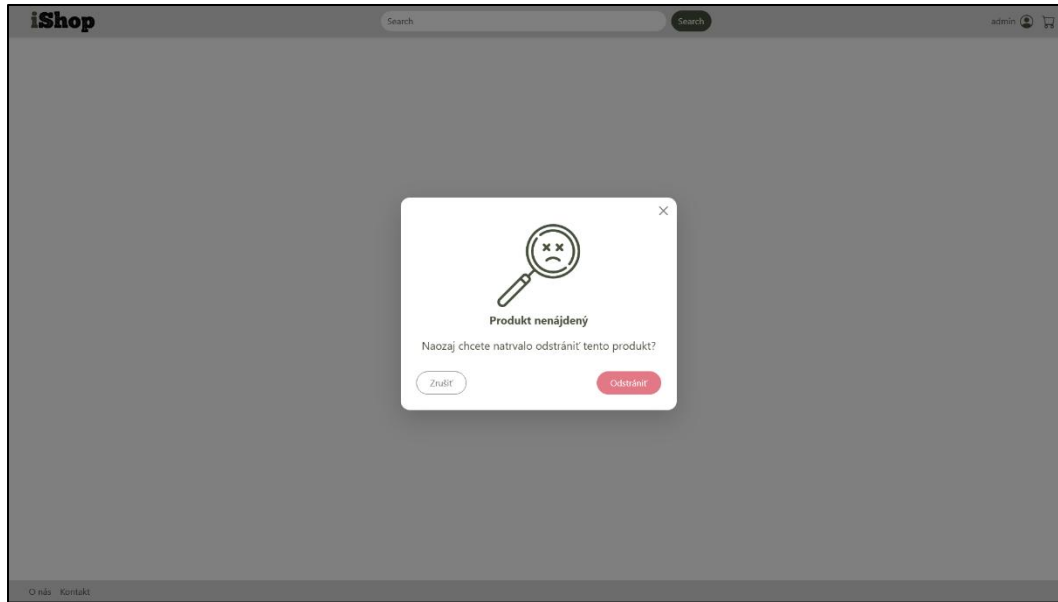 iShop
Search Search admin
Produkt nenájdený
Naozaj chcete natrvalo odstrániť tento produkt?
Zrušiť Odstrániť
O nás Kontakt